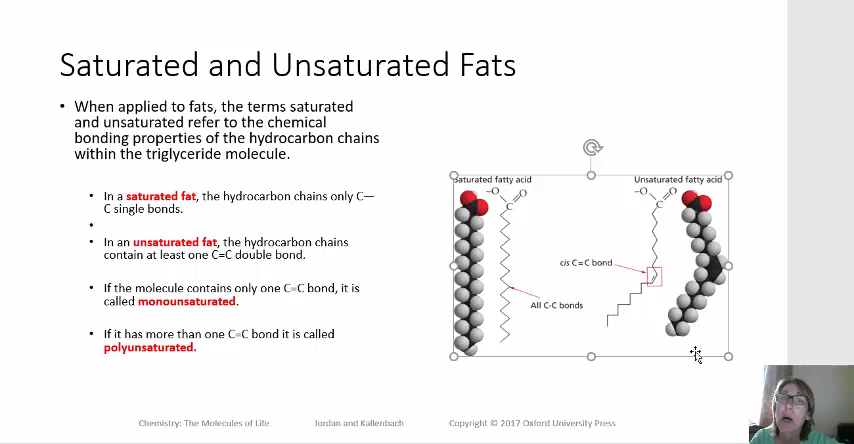 Saturated and Unsaturated Fats
• When applied to fats, the terms saturated
and unsaturated refer to the chemical
bonding properties of the hydrocarbon chains
within the triglyceride molecule.
• In a saturated fat, the hydrocarbon chains only C—
C single bonds.
•
• In an unsaturated fat, the hydrocarbon chains
contain at least one C=C double bond.
• If the molecule contains only one C=C bond, it is
called monounsaturated.
• If it has more than one C=C bond it is called
polyunsaturated.
Saturated fatty acid
−O O
C
All C-C bonds
Unsaturated fatty acid
−O O
C
cis C=C bond
Chemistry: The Molecules of Life Jordan and Kallenbach Copyright © 2017 Oxford University Press